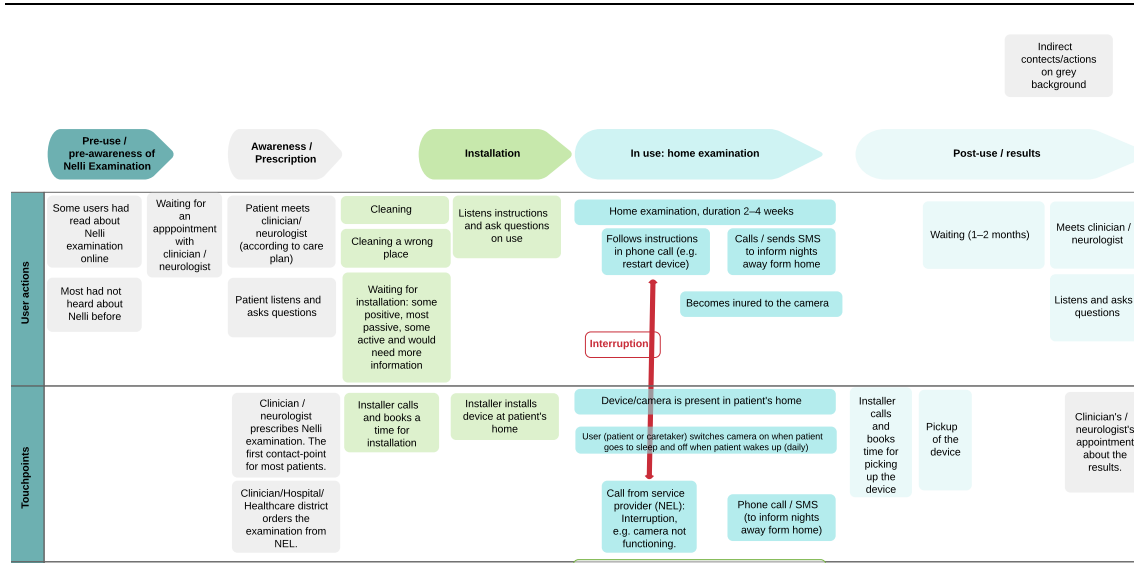 Indirect
contects/actions
on grey
background
Pre-use /
pre-awareness of
Nelli Examination
Awareness /
Prescription
Installation
In use: home examination
Post-use / results
User actions
Some users had
read about
Nelli
examination
online
Waiting for
an
apppointment
with
clinician /
neurologist
Patient meets
clinician/
neurologist
(according to care
plan)
Cleaning
Cleaning a wrong
place
Listens instructions
and ask questions
on use
Home examination, duration 2–4 weeks
Follows instructions
in phone call (e.g.
restart device)
Calls / sends SMS
to inform nights
away form home
Waiting (1–2 months)
Meets clinician /
neurologist
Most had not
heard about
Nelli before
Patient listens and
asks questions
Waiting for
installation: some
positive, most
passive, some
active and would
need more
information
Becomes inured to the camera
Listens and asks
questions
Interruption
Touchpoints
Clinician /
neurologist
prescribes Nelli
examination. The
first contact-point
for most patients.
Installer calls
and books a
time for
installation
Installer installs
device at patient's
home
Device/camera is present in patient's home
User (patient or caretaker) switches camera on when patient
goes to sleep and off when patient wakes up (daily)
Installer
calls
and
books
time for
picking
up the
device
Pickup
of the
device
Clinician's /
neurologist's
appointment
about the
results.
Clinician/Hospital/
Healthcare district
orders the
examination from
NEL.
Call from service
provider (NEL):
Interruption,
e.g. camera not
functioning.
Phone call / SMS
(to inform nights
away form home)